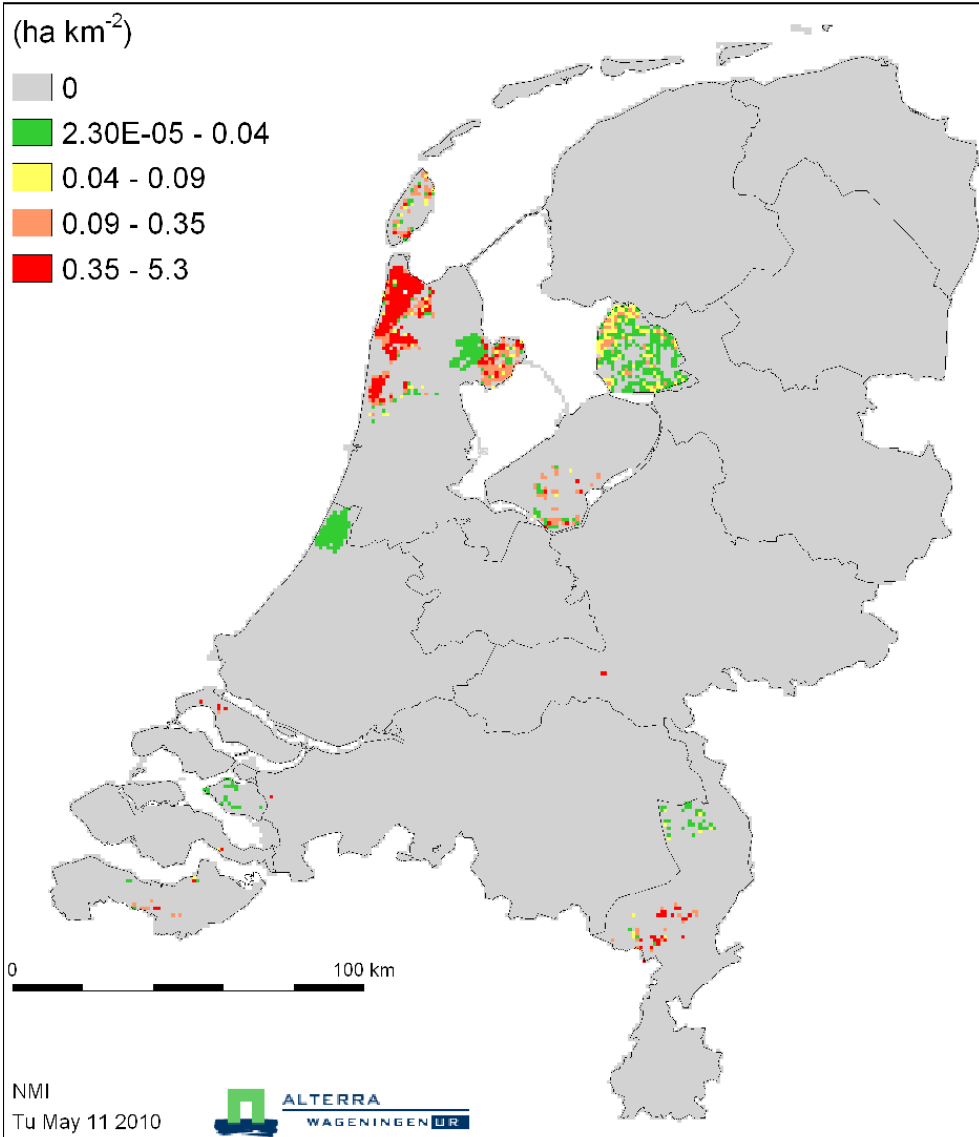 (ha km-2)
0
2.30E-05 - 0.04
0.04 - 0.09
0.09 - 0.35
0.35 - 5.3
0 100 km
NMI
Tu May 11 2010
ALTERRA
WAGENINGEN UR